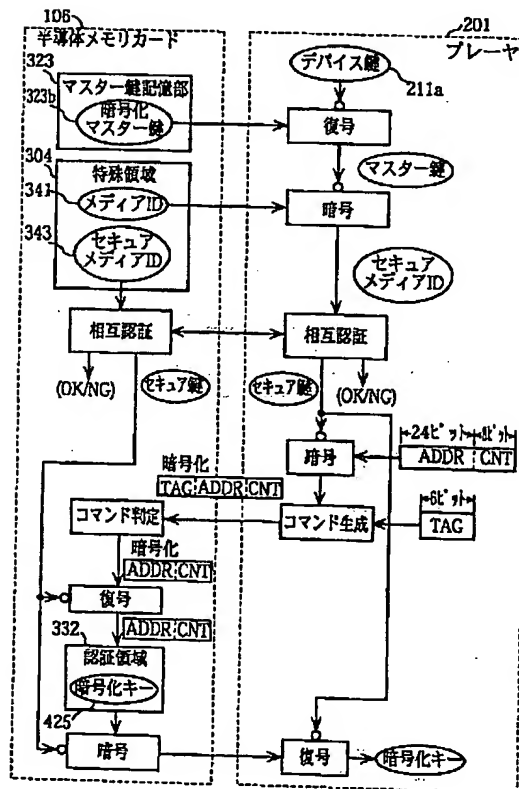 106
半導体メモリカード
323
マスター鍵記憶部
323b
暗号化
マスター鍵
304
特殊領域
341
メディアID
343
セキュア
メディアID
相互認証
(OK/NG)
セキュア鍵
暗号化
TAG ADDR CNT
コマンド判定
暗号化
ADDR CNT
復号
ADDR CNT
332
認証領域
暗号化キー
425
暗号
201
プレーヤ
デバイス鍵
211a
復号
マスター鍵
暗号
セキュア
メディアID
相互認証
セキュア鍵
(OK/NG)
24ビット 8ビット
暗号
ADDR CNT
6ビット
コマンド生成
TAG
復号
暗号化キー